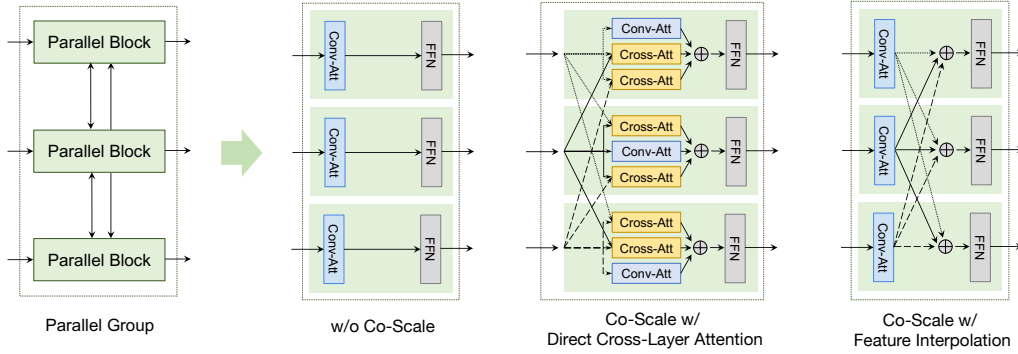 Parallel Block
Parallel Block
Parallel Block
Parallel Group
Conv-Att
FFN
Conv-Att
FFN
Conv-Att
FFN
w/o Co-Scale
Conv-Att
Cross-Att
Cross-Att
FFN
Cross-Att
Conv-Att
Cross-Att
FFN
Cross-Att
Cross-Att
Conv-Att
FFN
Co-Scale w/
Direct Cross-Layer Attention
Conv-Att
FFN
Conv-Att
FFN
Conv-Att
FFN
Co-Scale w/
Feature Interpolation